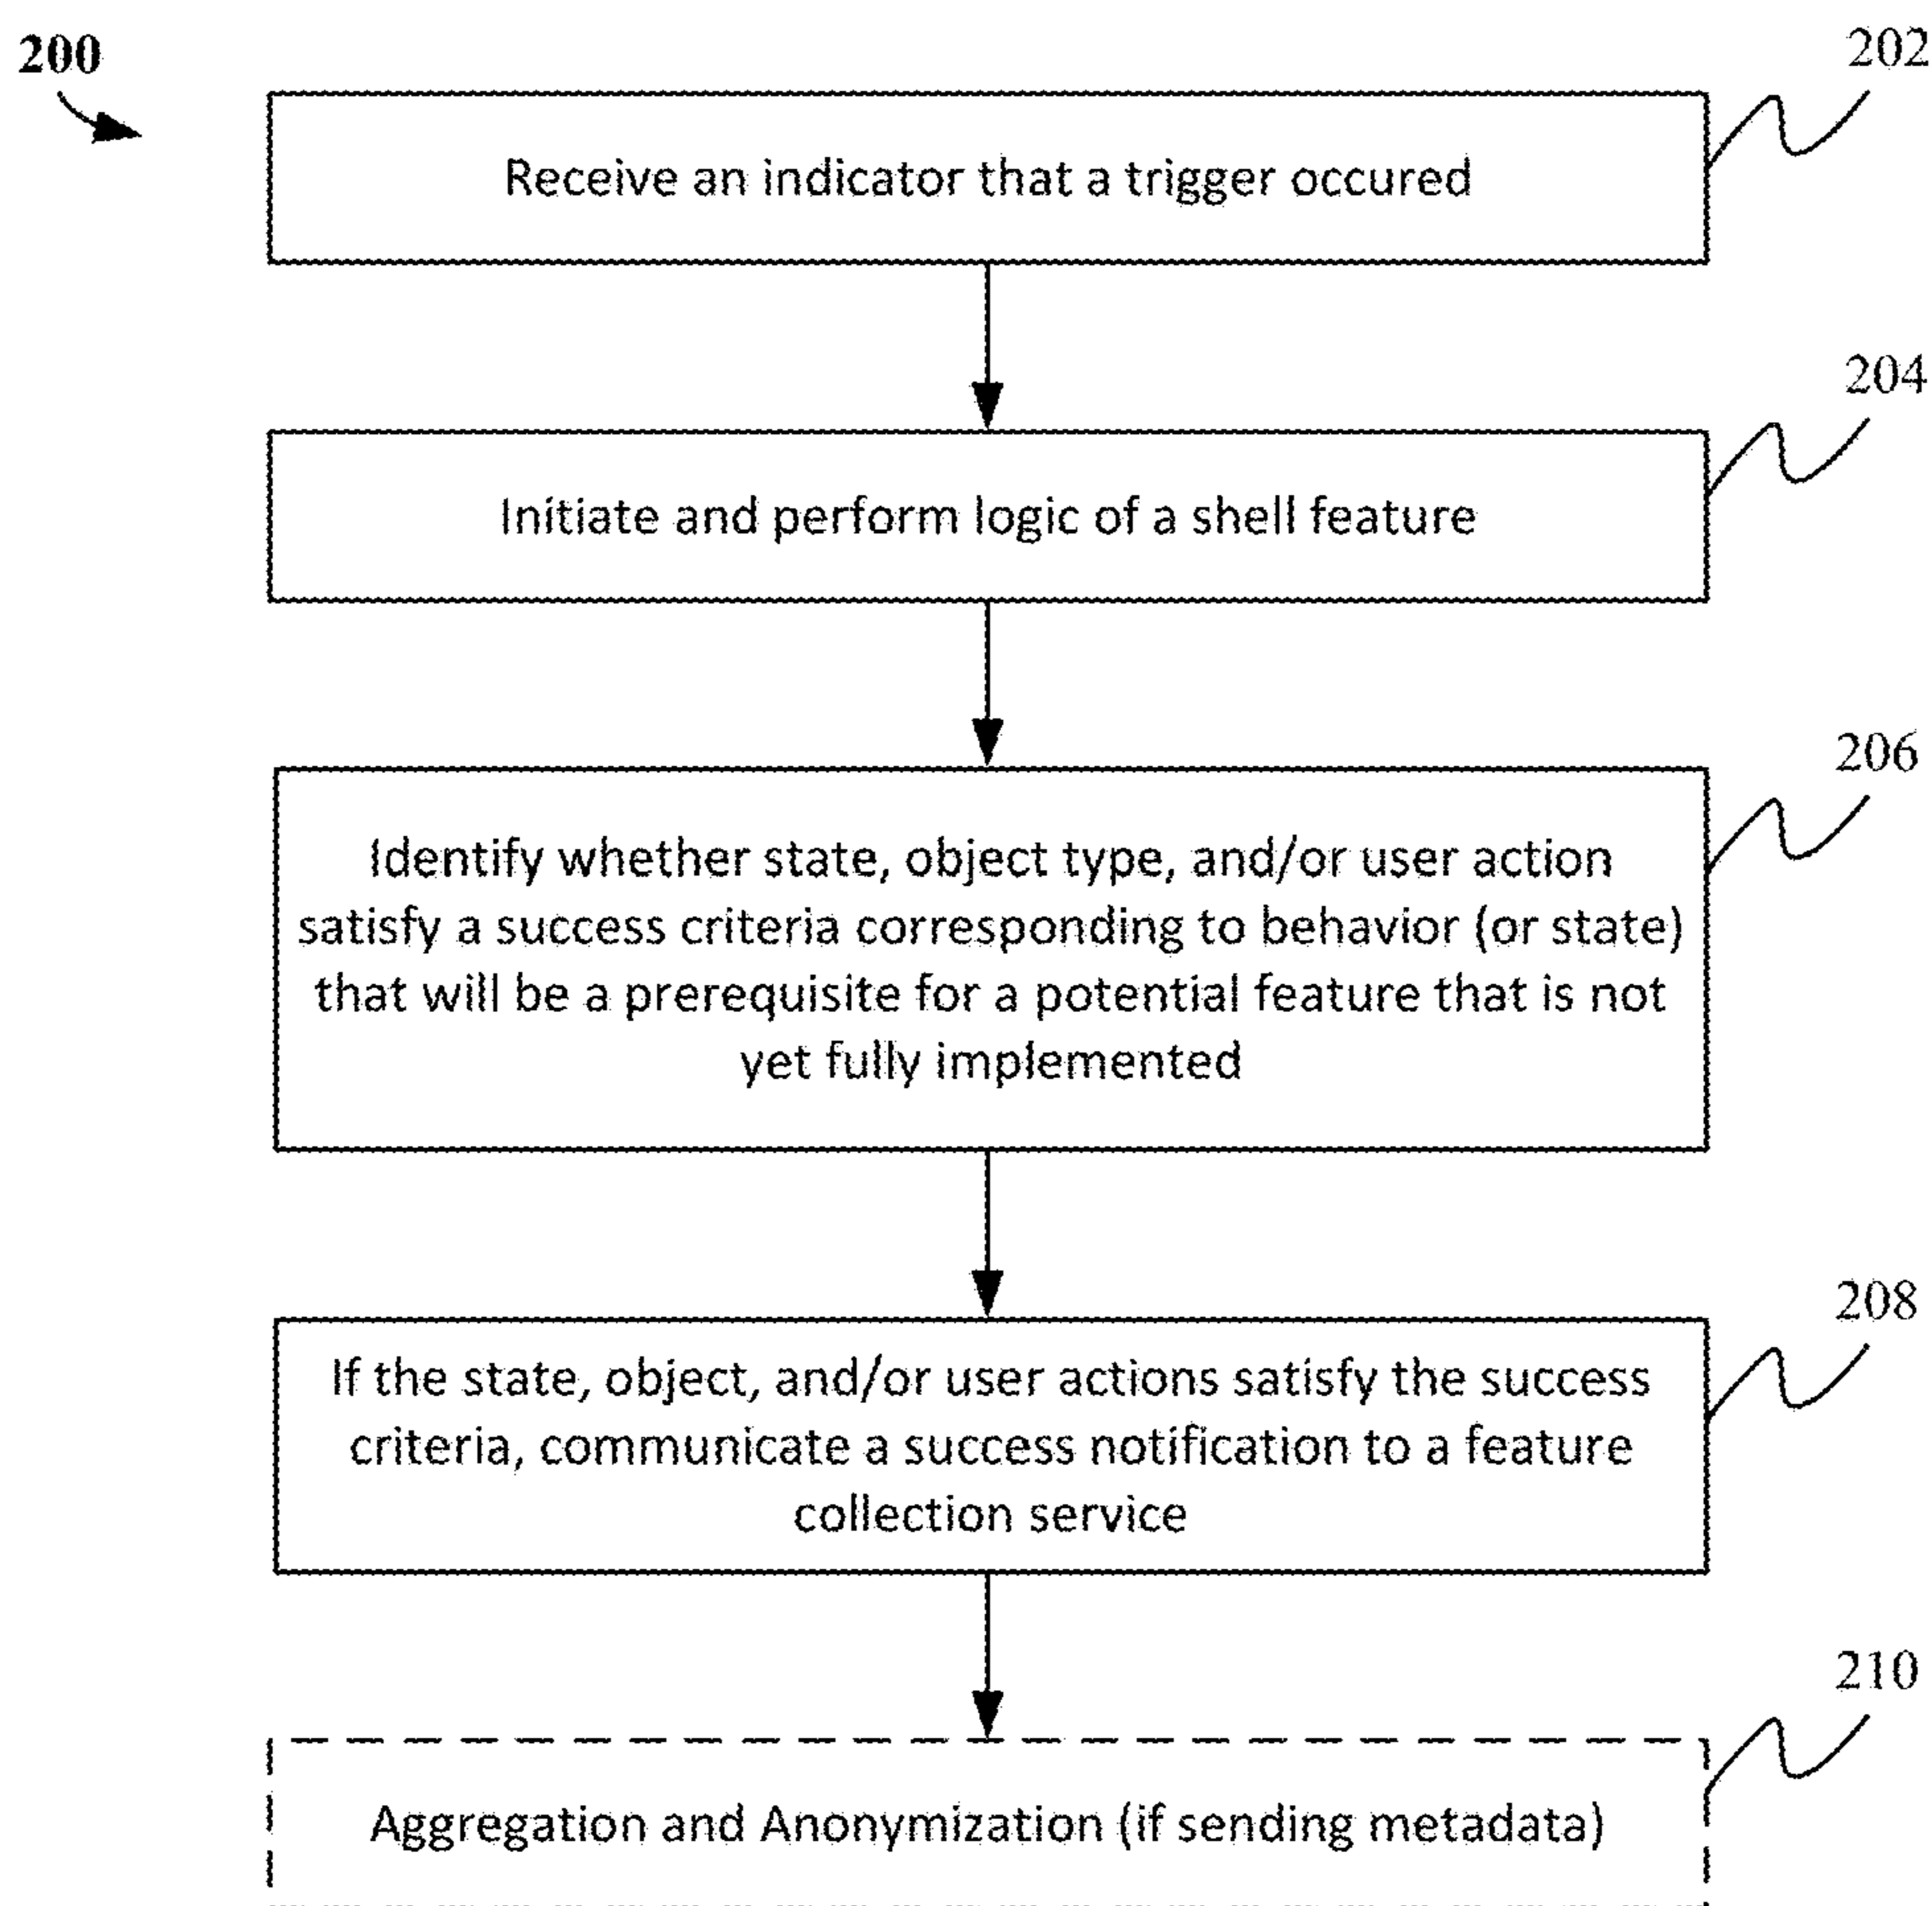 200
202
Receive an indicator that a trigger occured
204
Initiate and perform logic of a shell feature
206
Identify whether state, object type, and/or user action
satisfy a success criteria corresponding to behavior (or state)
that will be a prerequisite for a potential feature that is not
yet fully implemented
208
If the state, object, and/or user actions satisfy the success
criteria, communicate a success notification to a feature
collection service
210
Aggregation and Anonymization (if sending metadata)